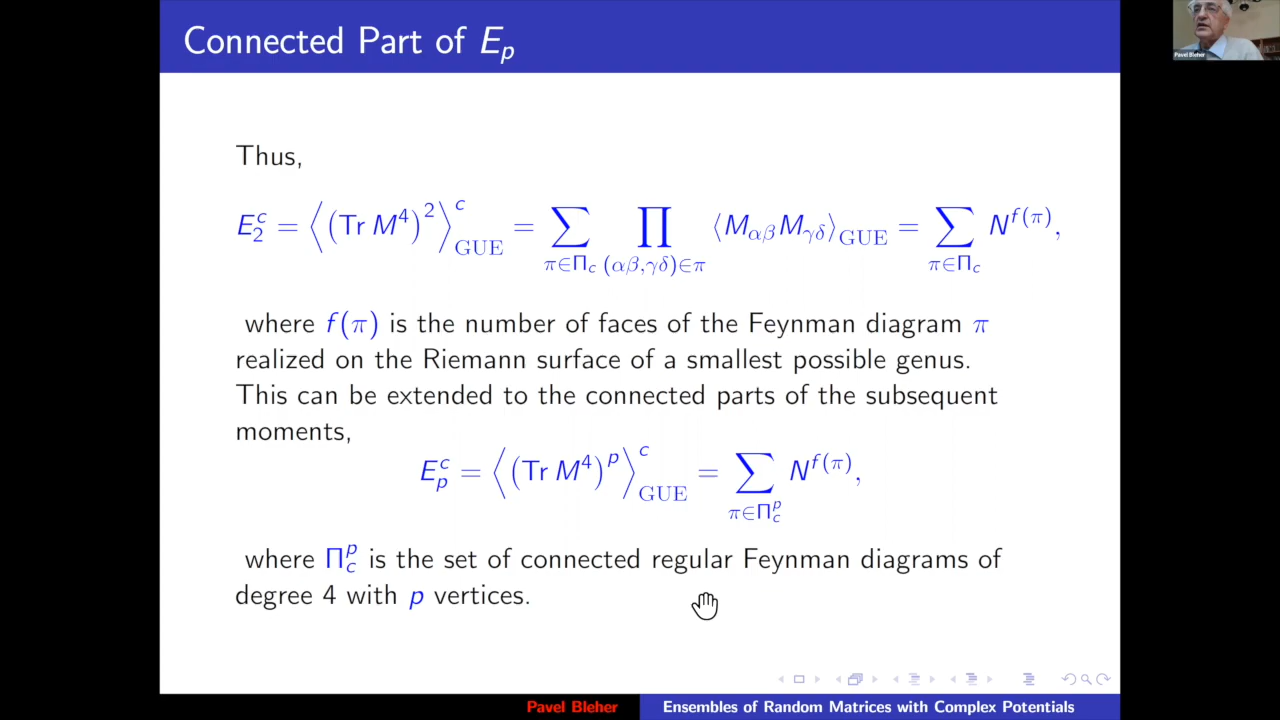 Connected Part of E_p
Pavel Bleher
Thus,
E_2^c = ⟨(Tr M^4)^2⟩^c_GUE = ∑_{π∈Π_c} ∏_{(αβ,γδ)∈π} ⟨M_{αβ}M_{γδ}⟩_GUE = ∑_{π∈Π_c} N^{f(π)},
where f(π) is the number of faces of the Feynman diagram π
realized on the Riemann surface of a smallest possible genus.
This can be extended to the connected parts of the subsequent
moments,
E_p^c = ⟨(Tr M^4)^p⟩^c_GUE = ∑_{π∈Π_c^p} N^{f(π)},
where Π_c^p is the set of connected regular Feynman diagrams of
degree 4 with p vertices.
Pavel Bleher Ensembles of Random Matrices with Complex Potentials